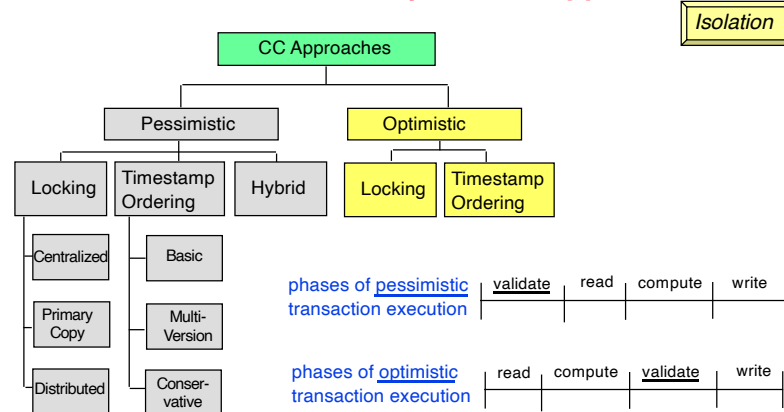 Isolation
CC Approaches
Pessimistic
Optimistic
Locking
Timestamp
Ordering
Hybrid
Locking
Timestamp
Ordering
Centralized
Basic
Primary
Copy
Multi-
Version
Distributed
Conser-
vative
phases of pessimistic
transaction execution
validate
read
compute
write
phases of optimistic
transaction execution
read
compute
validate
write